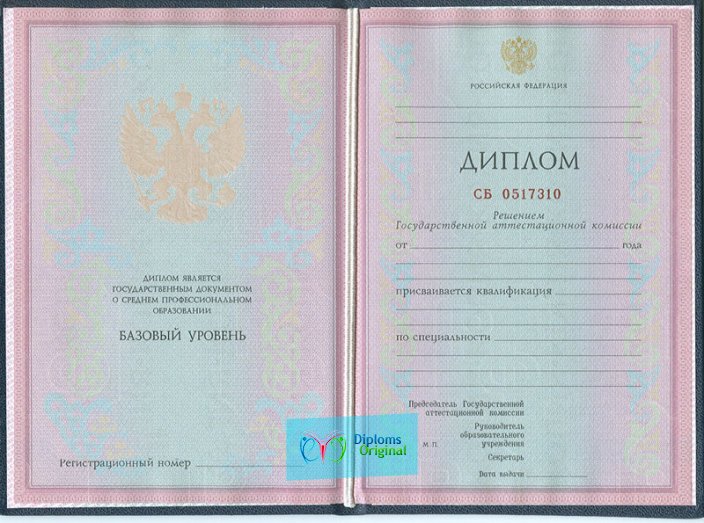 ДИПЛОМ ЯВЛЯЕТСЯ
ГОСУДАРСТВЕННЫМ ДОКУМЕНТОМ
О СРЕДНЕМ ПРОФЕССИОНАЛЬНОМ
ОБРАЗОВАНИИ
БАЗОВЫЙ УРОВЕНЬ
Регистрационный номер
Diploms
Original
РОССИЙСКАЯ ФЕДЕРАЦИЯ
ДИПЛОМ
СБ 0517310
Решением
Государственной аттестационной комиссии
от года
присваивается квалификация
по специальности
Председатель Государственной
аттестационной комиссии
Руководитель
образовательного
м п. учреждения
Секретарь
Дата выдачи